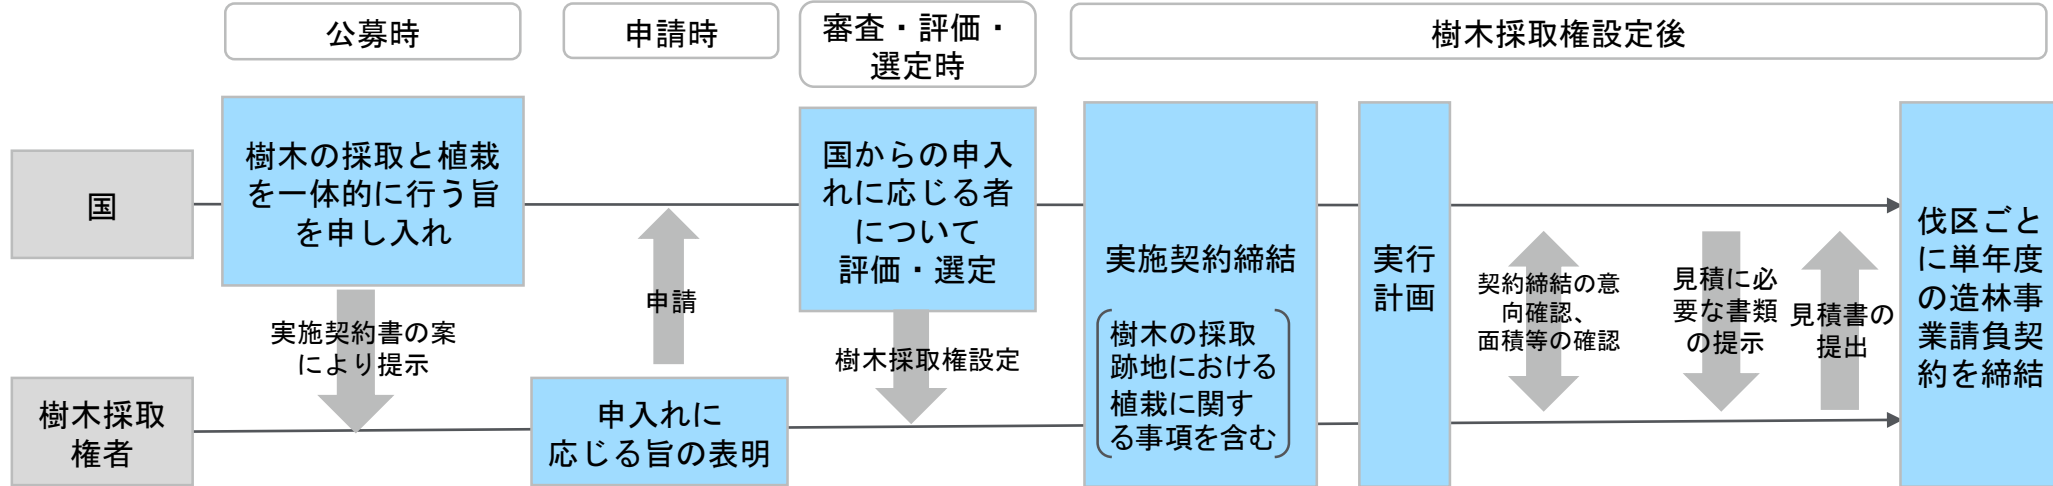 公募時
申請時
審査・評価・
選定時
樹木採取権設定後
国
樹木の採取と植栽
を一体的に行う旨
を申し入れ
国からの申入
れに応じる者
について
評価・選定
実施契約締結
樹木の採取
跡地における
植栽に関す
る事項を含む
実行
計画
伐区ごと
に単年度
の造林事
業請負契
約を締結
実施契約書の案
により提示
申請
樹木採取権設定
契約締結の意
向確認、
面積等の確認
見積に必
要な書類
の提示
見積書の
提出
樹木採取
権者
申入れに
応じる旨の表明